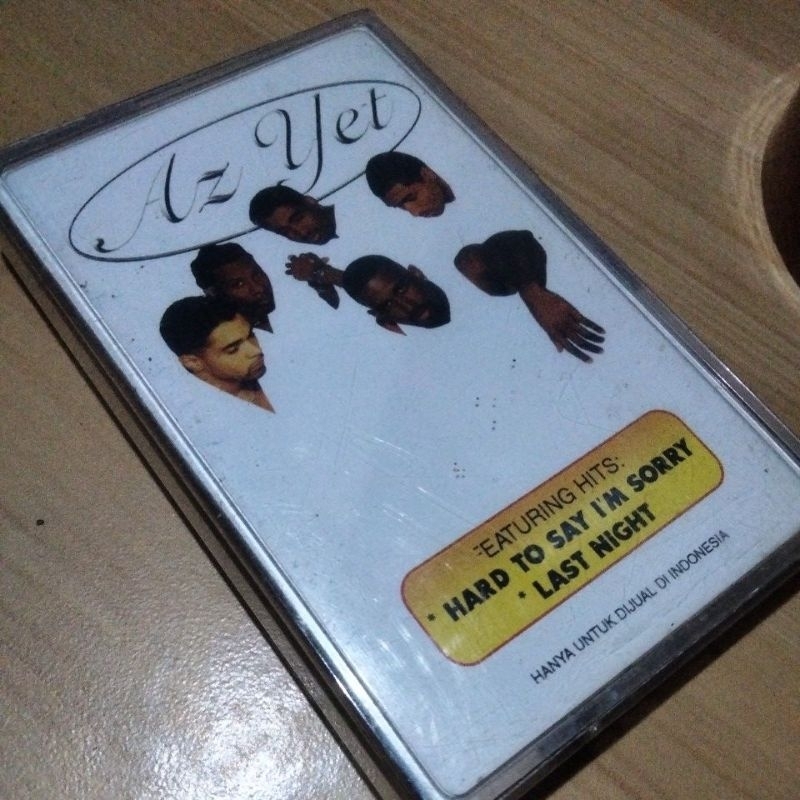 Az Yet
FEATURING HITS:
* HARD TO SAY I'M SORRY
* LAST NIGHT
HANYA UNTUK DIJUAL DI INDONESIA